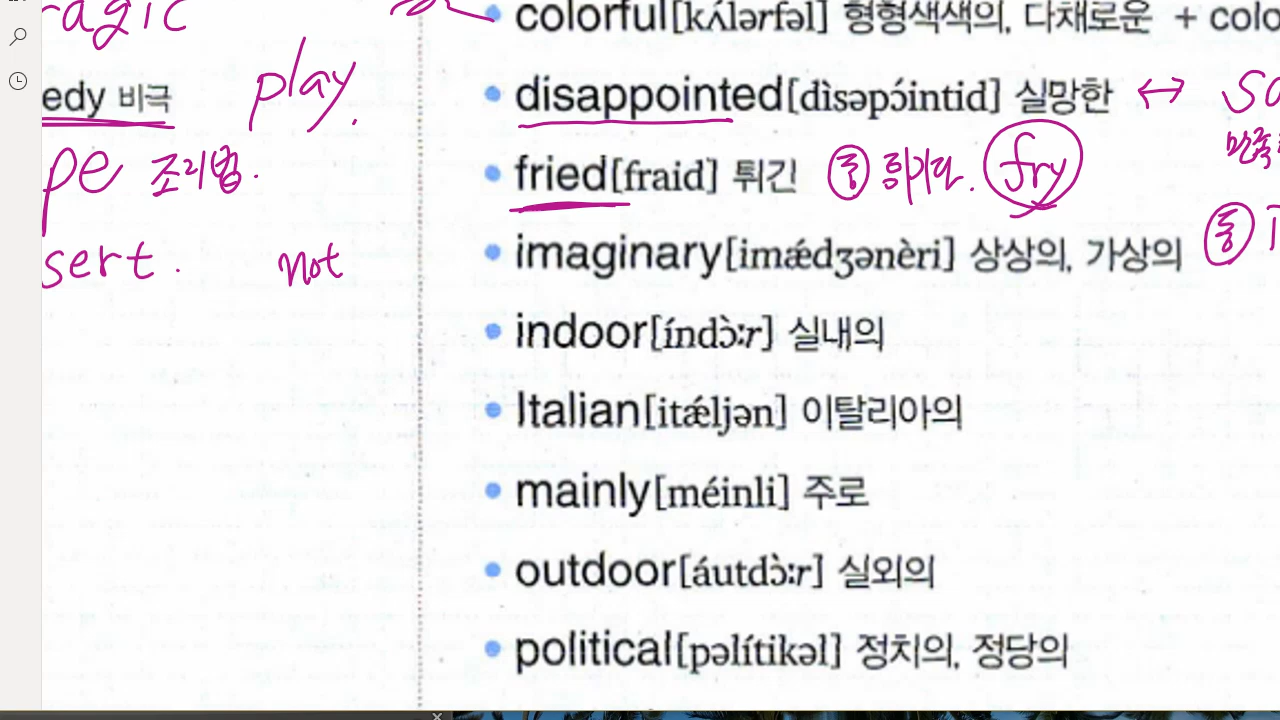 play.
edy 비극
pe 조리법.
sert. not
colorful[kʌ́lərfəl] 형형색색의, 다채로운 + colo
disappointed[dìsəpɔ́intid] 실망한 ↔
fried[fraid] 튀긴 동 튀기다. fry
imaginary[imǽdʒənèri] 상상의, 가상의 동
indoor[índɔ̀ːr] 실내의
Italian[itǽljən] 이탈리아의
mainly[méinli] 주로
outdoor[áutdɔ̀ːr] 실외의
political[pəlítikəl] 정치의, 정당의